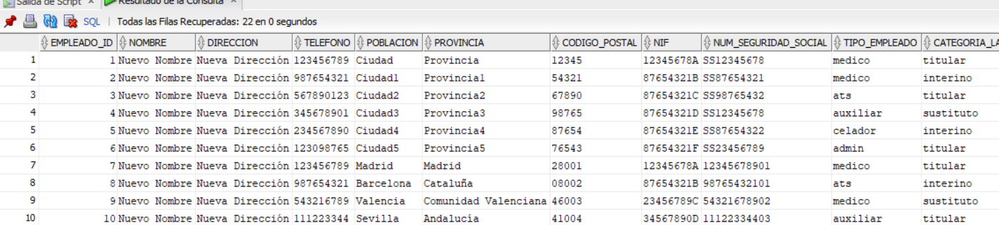 Salida de Script × Resultado de la Consulta ×
SQL | Todas las Filas Recuperadas: 22 en 0 segundos
EMPLEADO_ID NOMBRE DIRECCION TELEFONO POBLACION PROVINCIA CODIGO_POSTAL NIF NUM_SEGURIDAD_SOCIAL TIPO_EMPLEADO CATEGORIA_LA
1 1 Nuevo Nombre Nueva Dirección 123456789 Ciudad Provincia 12345 12345678A SS12345678 medico titular
2 2 Nuevo Nombre Nueva Dirección 987654321 Ciudad1 Provincia1 54321 87654321B SS87654321 medico interino
3 3 Nuevo Nombre Nueva Dirección 567890123 Ciudad2 Provincia2 67890 87654321C SS98765432 ats titular
4 4 Nuevo Nombre Nueva Dirección 345678901 Ciudad3 Provincia3 98765 87654321D SS12345678 auxiliar sustituto
5 5 Nuevo Nombre Nueva Dirección 234567890 Ciudad4 Provincia4 87654 87654321E SS87654322 celador interino
6 6 Nuevo Nombre Nueva Dirección 123098765 Ciudad5 Provincia5 76543 87654321F SS23456789 admin titular
7 7 Nuevo Nombre Nueva Dirección 123456789 Madrid Madrid 28001 12345678A 12345678901 medico titular
8 8 Nuevo Nombre Nueva Dirección 987654321 Barcelona Cataluña 08002 87654321B 98765432101 ats interino
9 9 Nuevo Nombre Nueva Dirección 543216789 Valencia Comunidad Valenciana 46003 23456789C 54321678902 medico sustituto
10 10 Nuevo Nombre Nueva Dirección 111223344 Sevilla Andalucía 41004 34567890D 11122334403 auxiliar titular